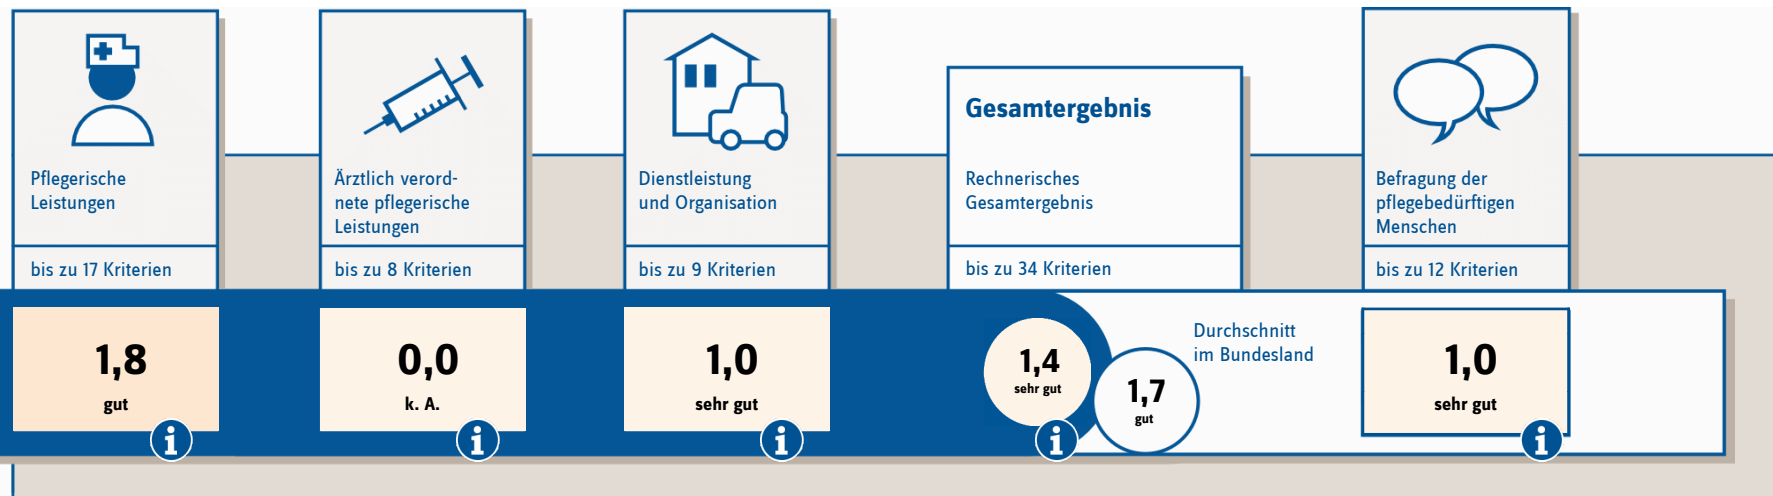 Pflegerische
Leistungen
bis zu 17 Kriterien
1,8
gut
i
Ärztlich verord-
nete pflegerische
Leistungen
bis zu 8 Kriterien
0,0
k. A.
i
Dienstleistung
und Organisation
bis zu 9 Kriterien
1,0
sehr gut
i
Gesamtergebnis
Rechnerisches
Gesamtergebnis
bis zu 34 Kriterien
1,4
sehr gut
i
1,7
gut
Durchschnitt
im Bundesland
Befragung der
pflegebedürftigen
Menschen
bis zu 12 Kriterien
1,0
sehr gut
i